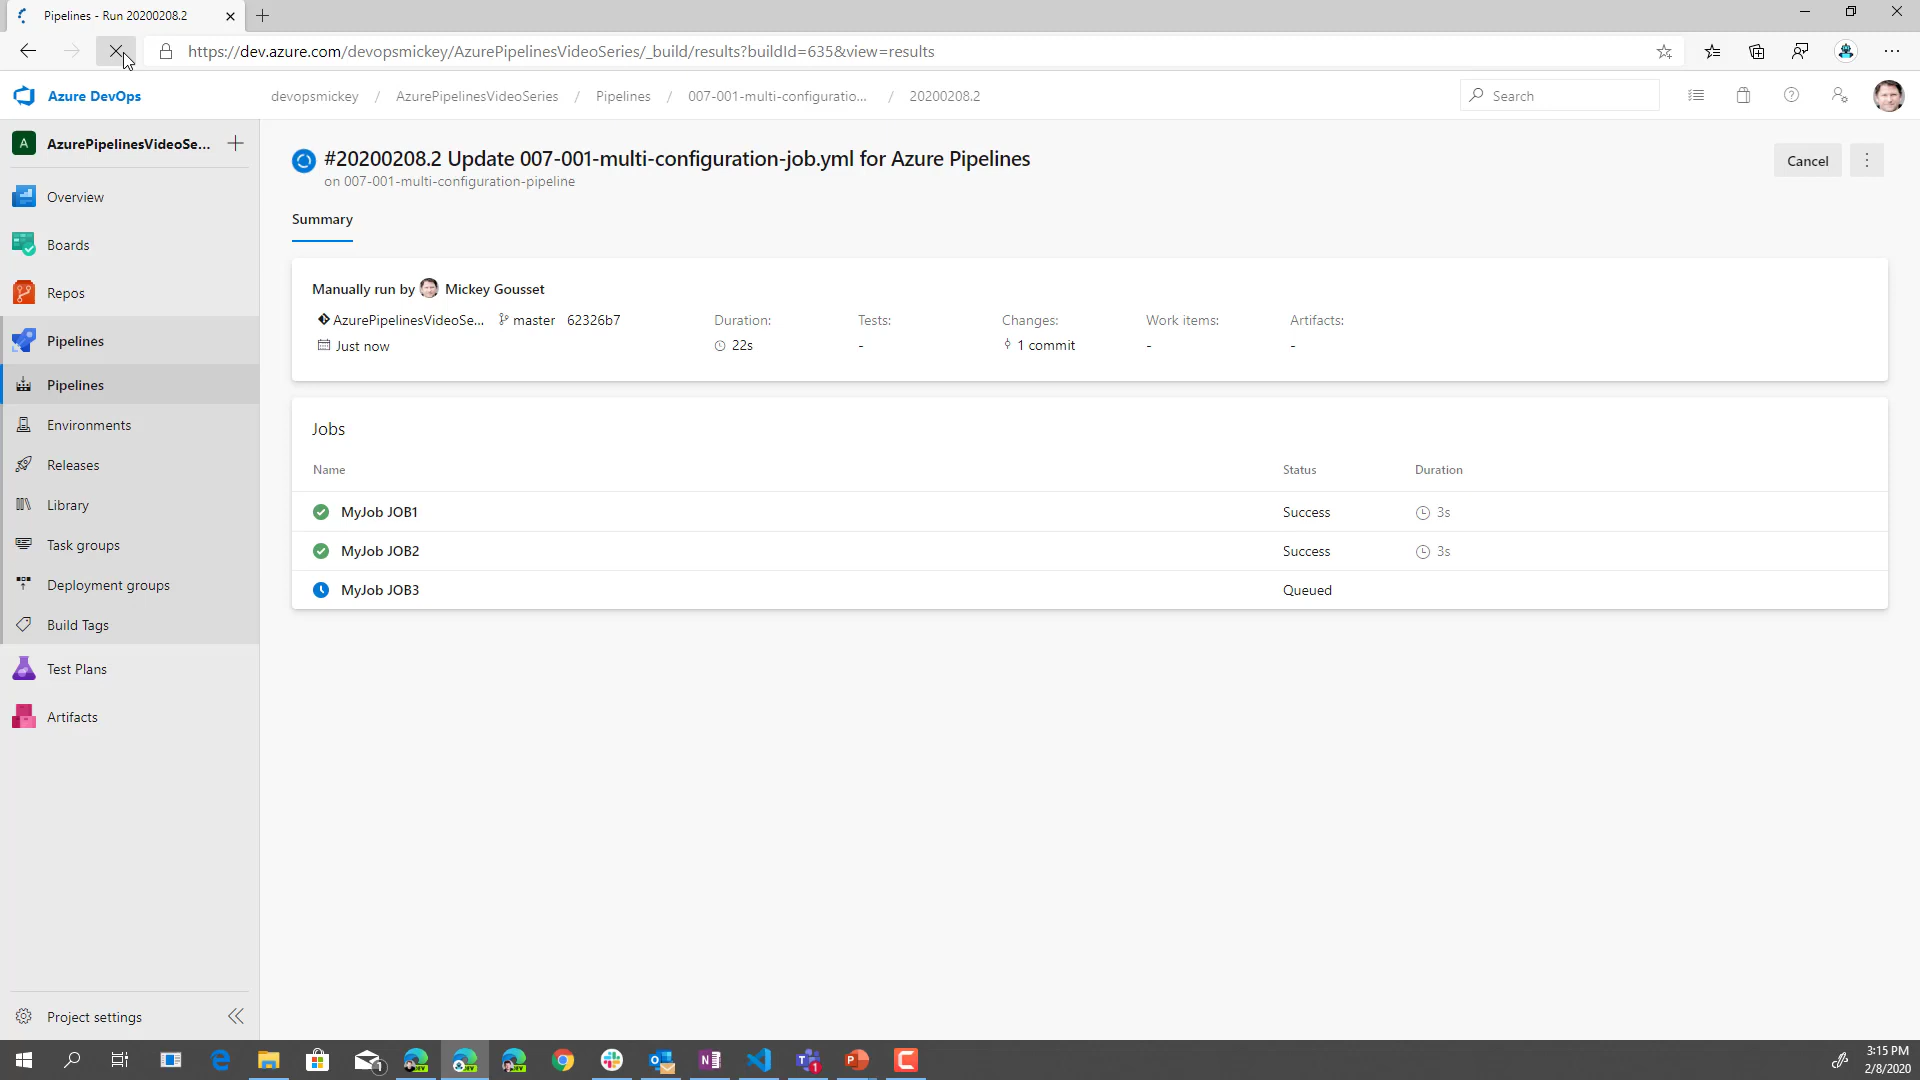 Pipelines - Run 20200208.2
https://dev.azure.com/devopsmickey/AzurePipelinesVideoSeries/_build/results?buildId=635&view=results
Azure DevOps
devopsmickey / AzurePipelinesVideoSeries / Pipelines / 007-001-multi-configuratio... / 20200208.2
Search
A AzurePipelinesVideoSe...
Overview
Boards
Repos
Pipelines
Pipelines
Environments
Releases
Library
Task groups
Deployment groups
Build Tags
Test Plans
Artifacts
Project settings
#20200208.2 Update 007-001-multi-configuration-job.yml for Azure Pipelines
on 007-001-multi-configuration-pipeline
Cancel
Summary
Manually run by Mickey Gousset
AzurePipelinesVideoSe... master 62326b7 Duration: Tests: Changes: Work items: Artifacts:
Just now 22s - 1 commit - -
Jobs
Name Status Duration
MyJob JOB1 Success 3s
MyJob JOB2 Success 3s
MyJob JOB3 Queued
3:15 PM
2/8/2020